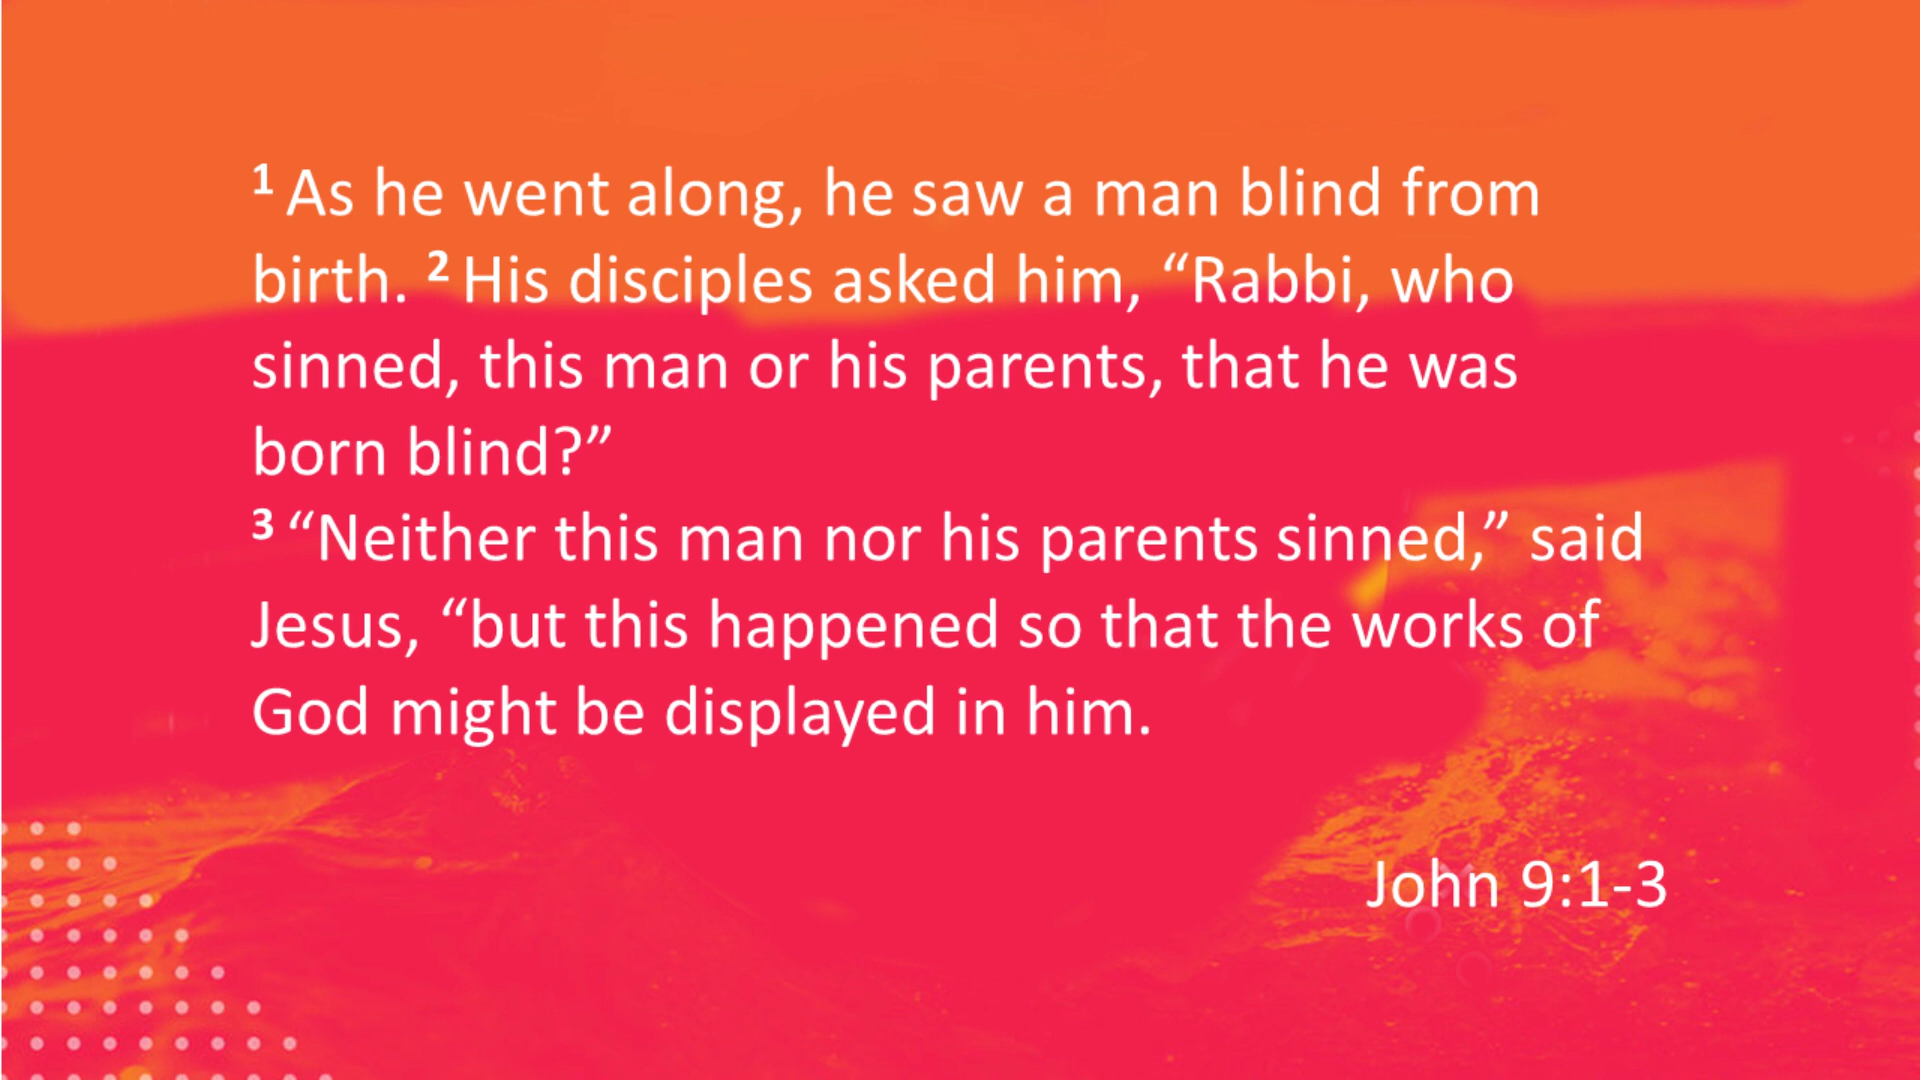 1 As he went along, he saw a man blind from
birth. 2 His disciples asked him, “Rabbi, who
sinned, this man or his parents, that he was
born blind?”
3 “Neither this man nor his parents sinned,” said
Jesus, “but this happened so that the works of
God might be displayed in him.
John 9:1-3